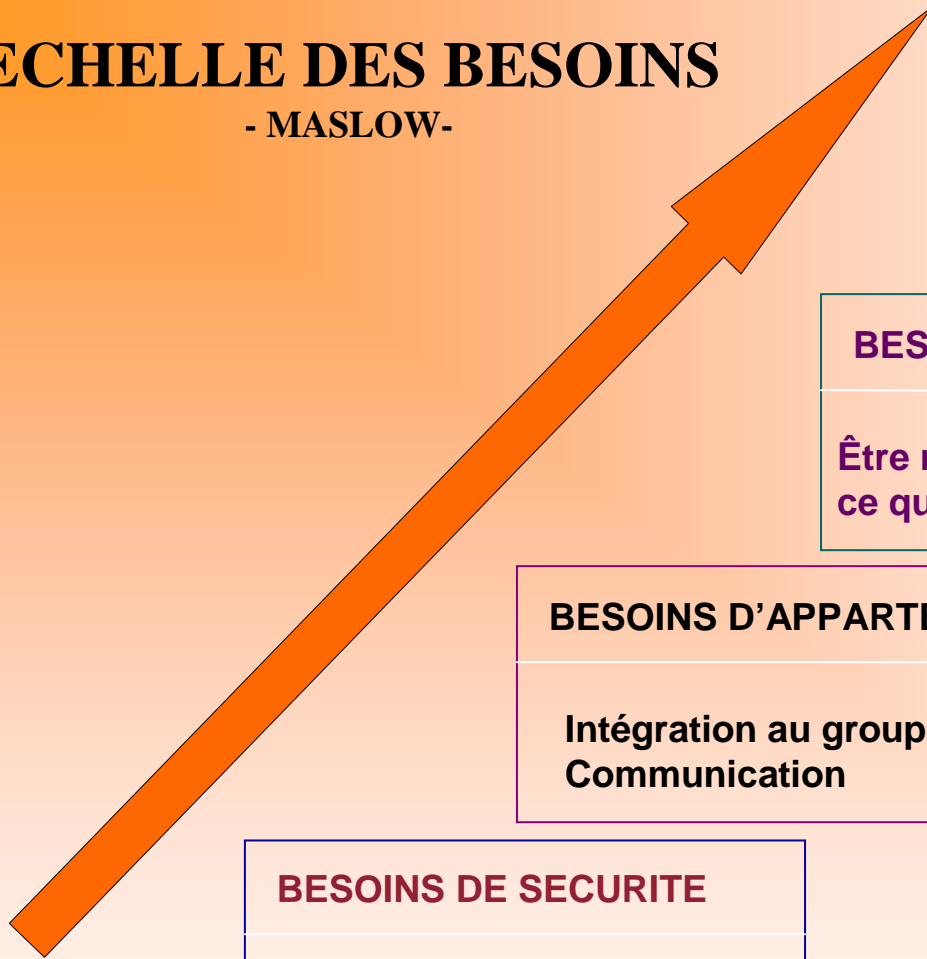 ECHELLE DES BESOINS
- MASLOW-
BES
Être
ce qu
BESOINS D’APPARTE
Intégration au group
Communication
BESOINS DE SECURITE